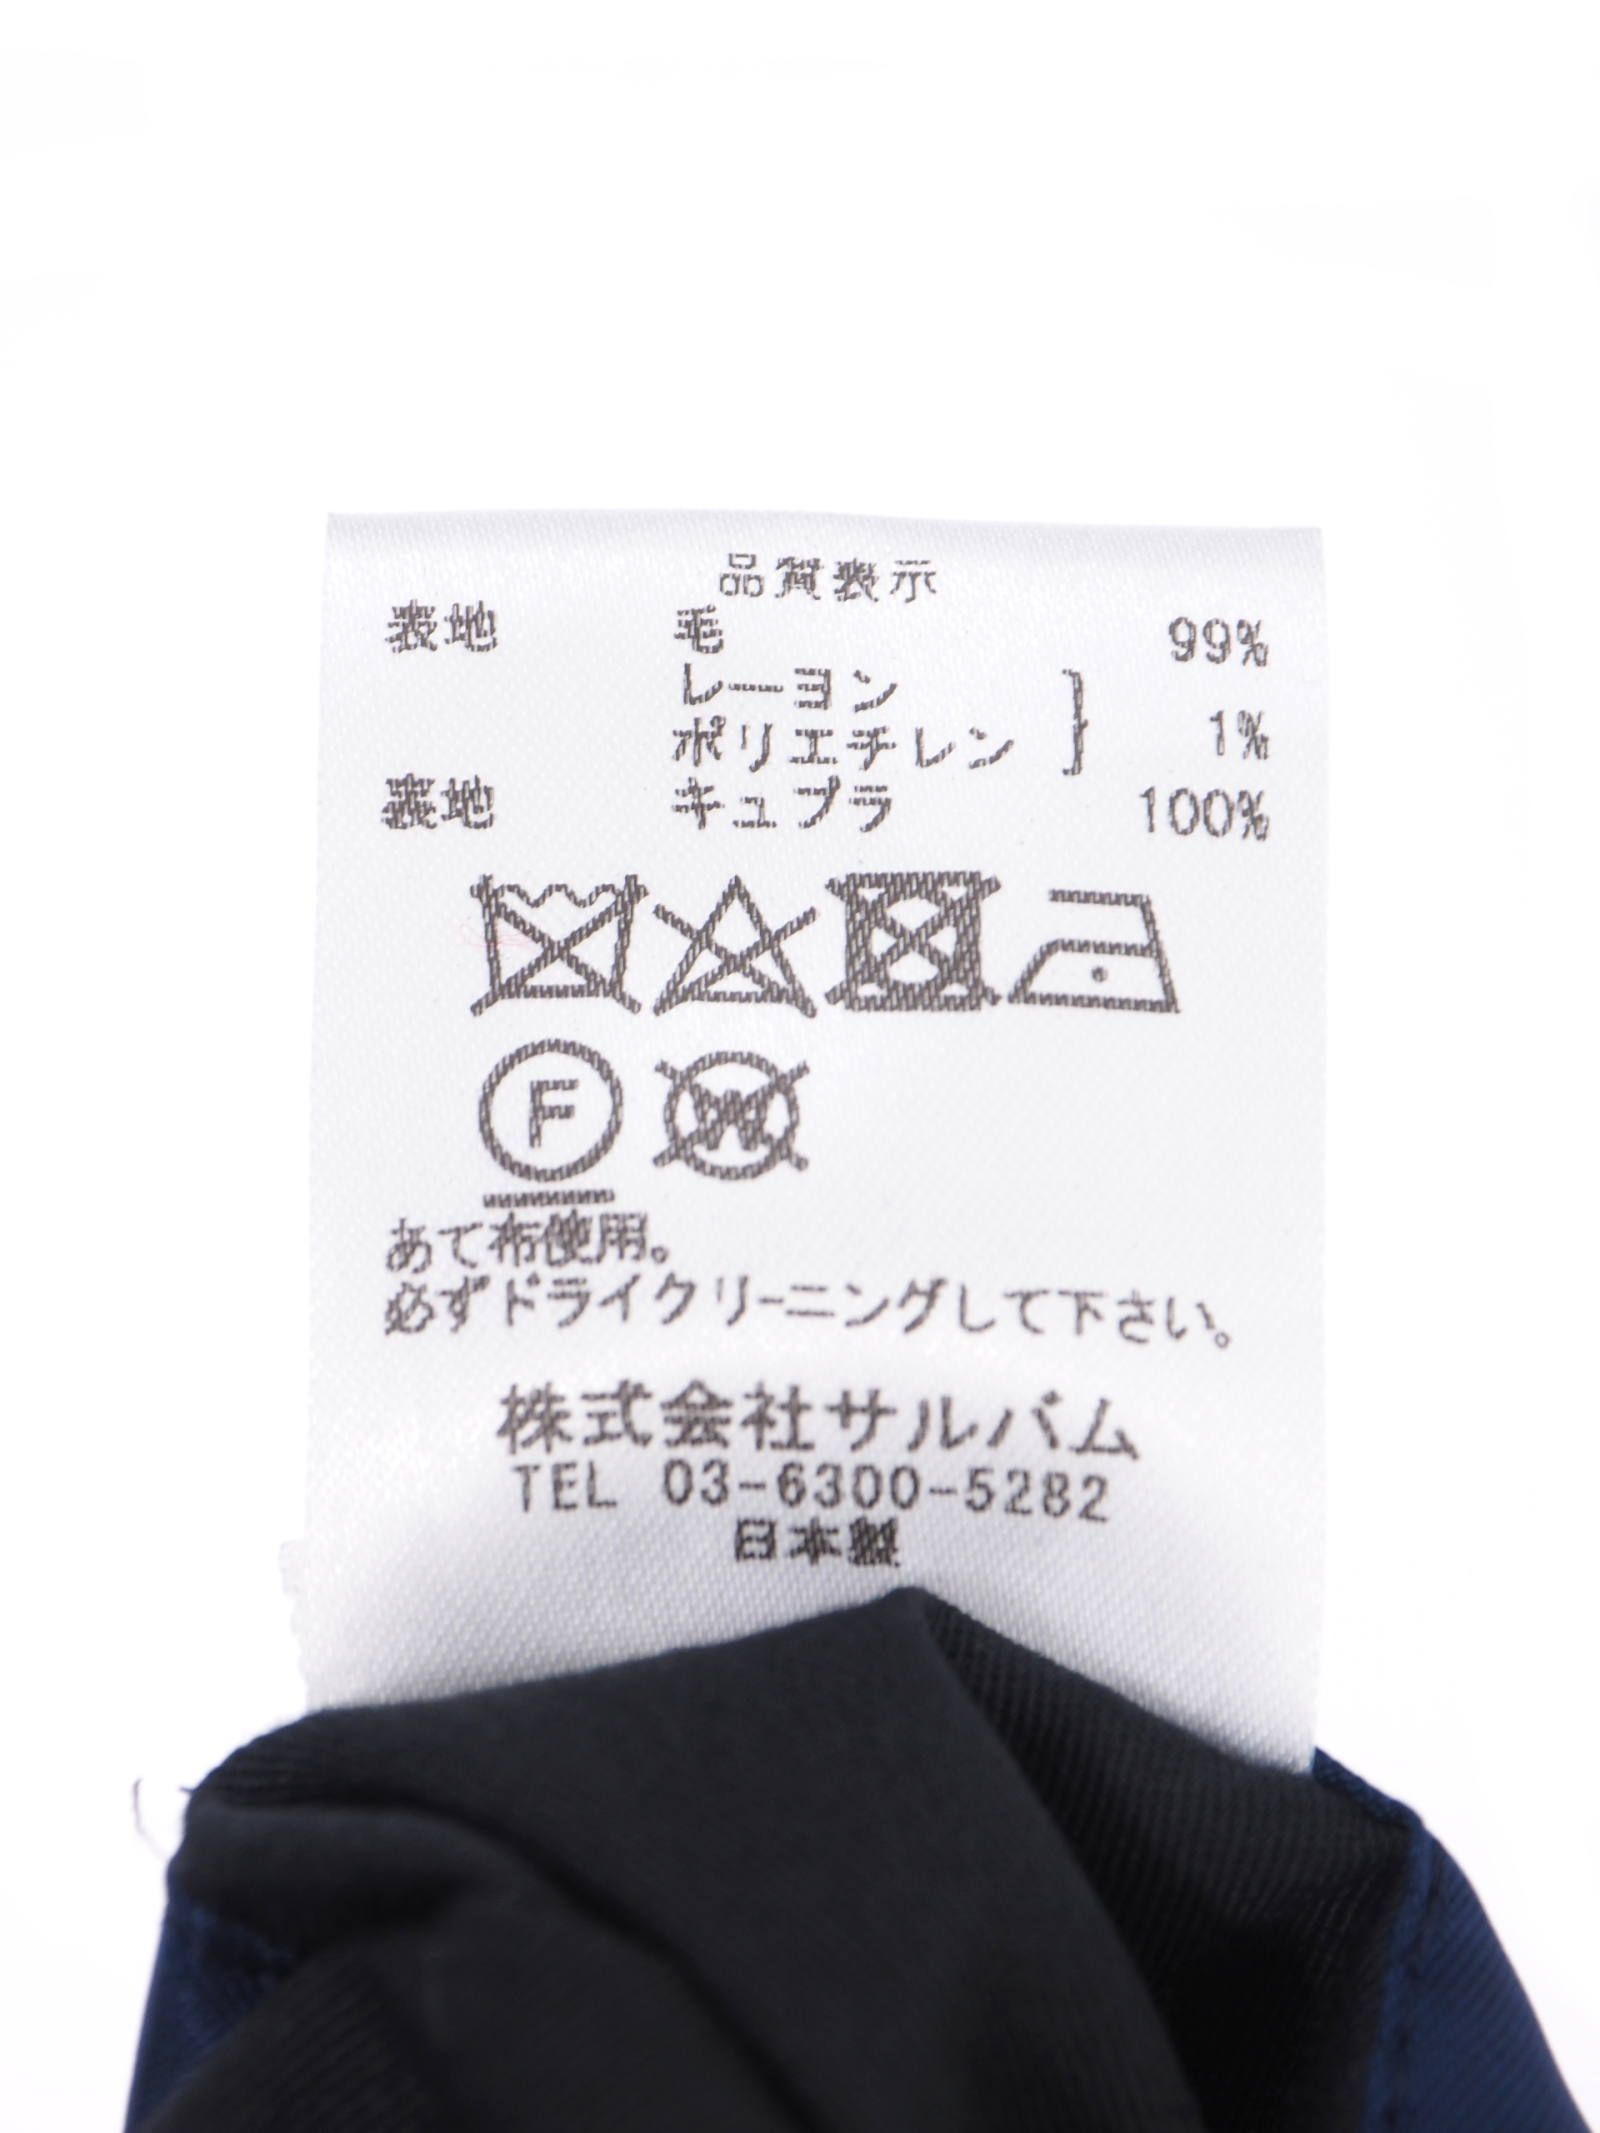 品質表示
表地 毛 99%
レーヨン
ポリエチレン } 1%
裏地 キュプラ 100%
F W
あて布使用。
必ずドライクリーニングして下さい。
株式会社サルバム
TEL 03-6300-5282
日本製